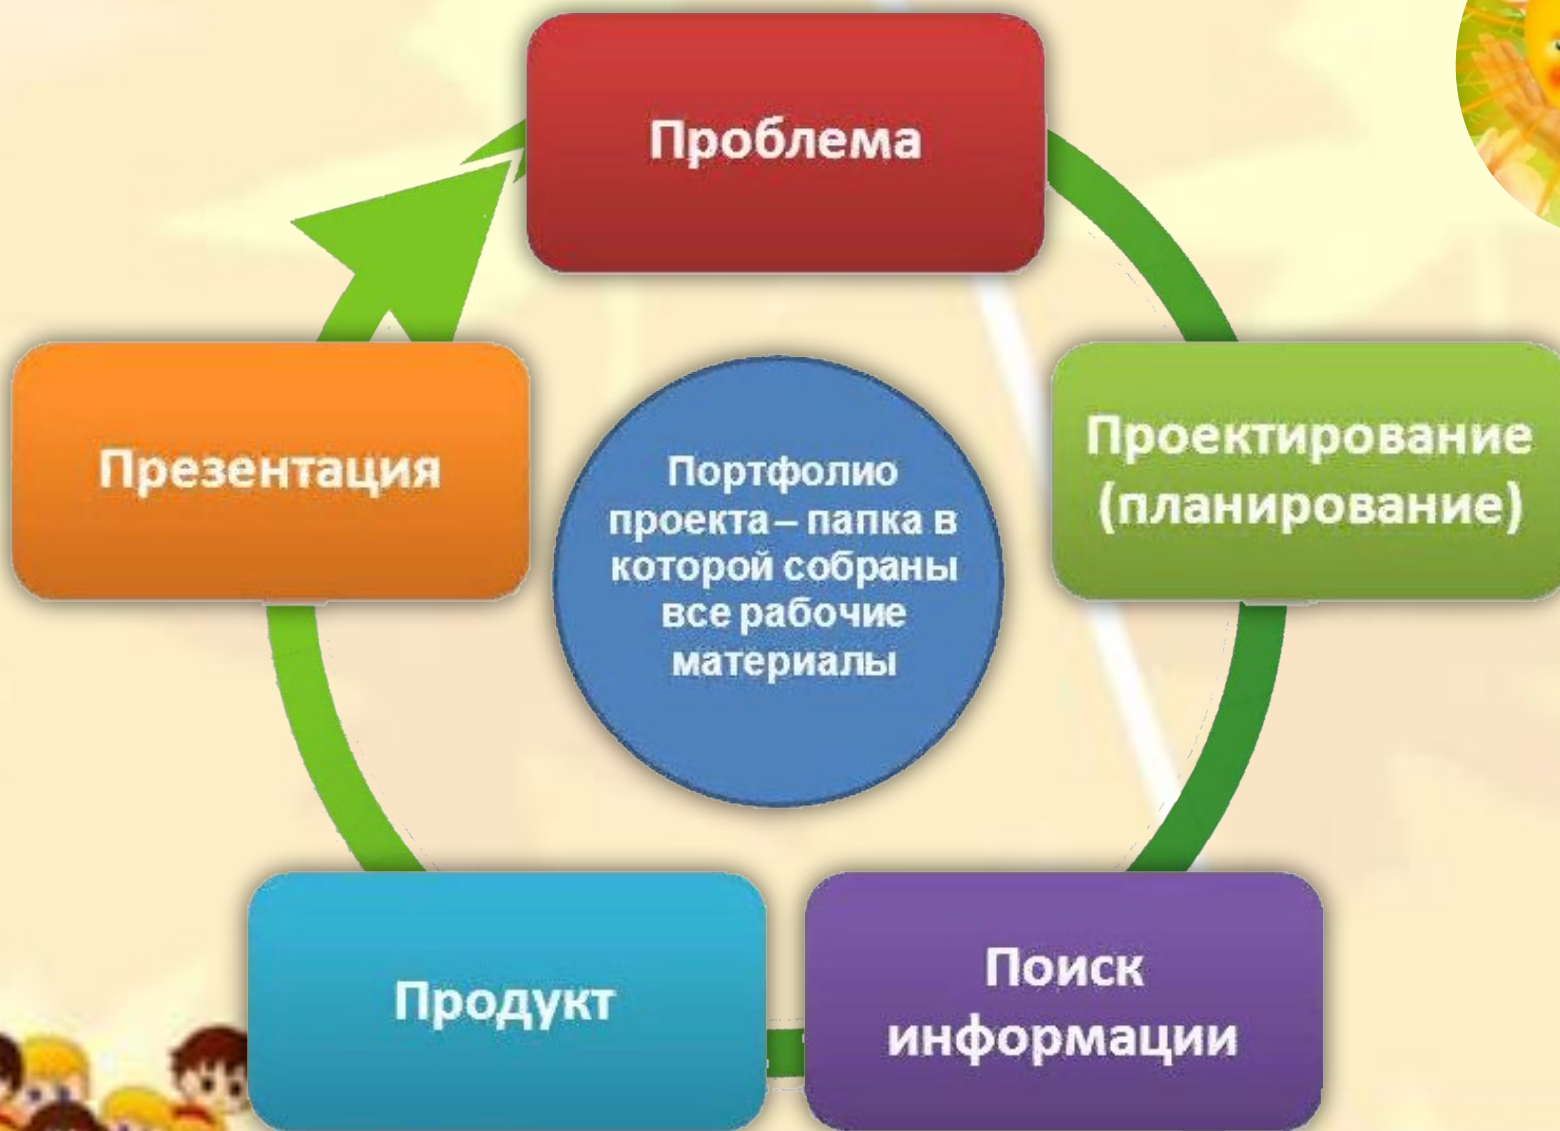 Проблема
Проектирование
(планирование)
Поиск
информации
Продукт
Презентация
Портфолио
проекта – папка в
которой собраны
все рабочие
материалы